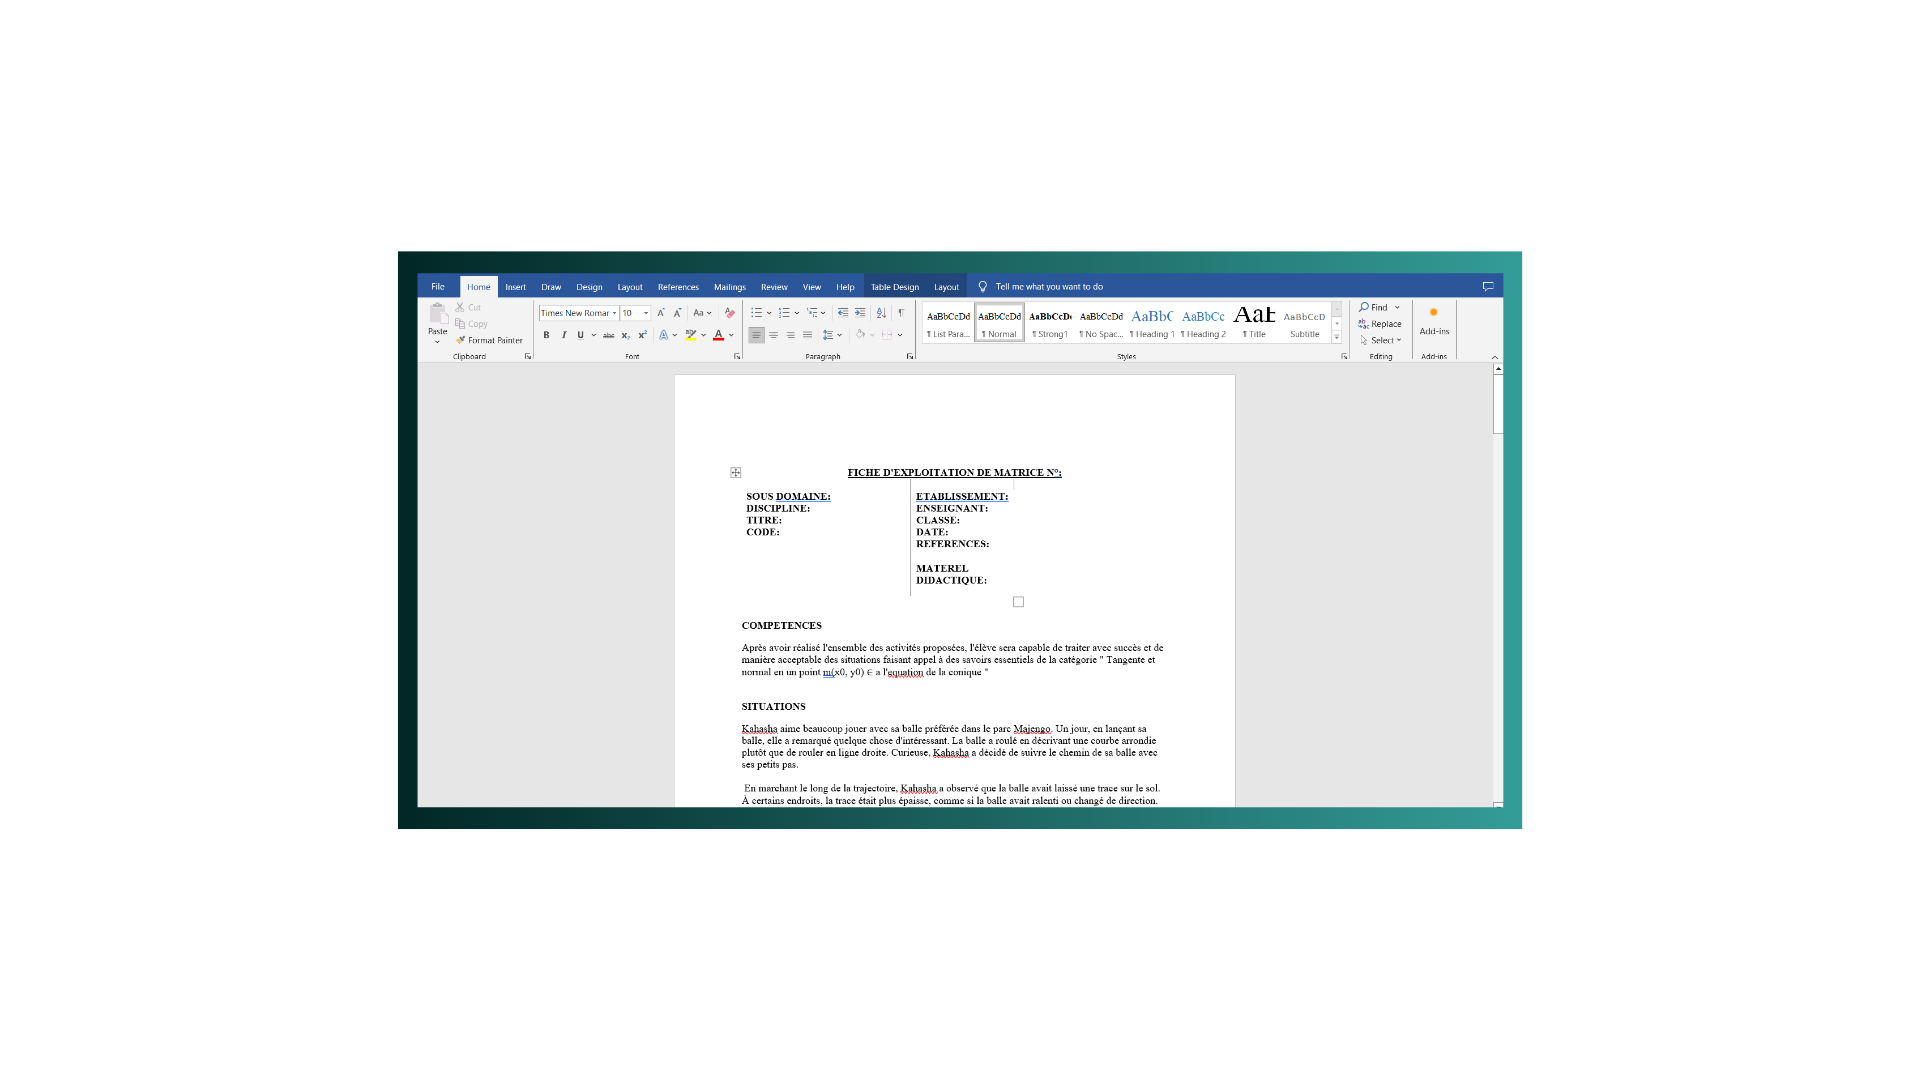 File Home Insert Draw Design Layout References Mailings Review View Help Table Design Layout Tell me what you want to do
Cut
Copy
Paste
Format Painter
Times New Romar 10 Aa
B I U abc x₂ x² A A
AaBbCcDd AaBbCcDd AaBbCcDc AaBbCcDd AaBbC AaBbCc AaE AaBbCcD
¶ List Para... ¶ Normal ¶ Strong1 ¶ No Spac... ¶ Heading 1 ¶ Heading 2 ¶ Title Subtitle
Find
Replace
Select
Add-ins
Clipboard Font Paragraph Styles Editing Add-ins
FICHE D'EXPLOITATION DE MATRICE N°:
SOUS DOMAINE:
DISCIPLINE:
TITRE:
CODE:
ETABLISSEMENT:
ENSEIGNANT:
CLASSE:
DATE:
REFERENCES:
MATEREL
DIDACTIQUE:
COMPETENCES
Après avoir réalisé l'ensemble des activités proposées, l'élève sera capable de traiter avec succès et de
manière acceptable des situations faisant appel à des savoirs essentiels de la catégorie " Tangente et
normal en un point m(x0, y0) ∈ a l'equation de la conique "
SITUATIONS
Kahasha aime beaucoup jouer avec sa balle préférée dans le parc Majengo. Un jour, en lançant sa
balle, elle a remarqué quelque chose d'intéressant. La balle a roulé en décrivant une courbe arrondie
plutôt que de rouler en ligne droite. Curieuse, Kahasha a décidé de suivre le chemin de sa balle avec
ses petits pas.
En marchant le long de la trajectoire, Kahasha a observé que la balle avait laissé une trace sur le sol.
À certains endroits, la trace était plus épaisse, comme si la balle avait ralenti ou changé de direction.